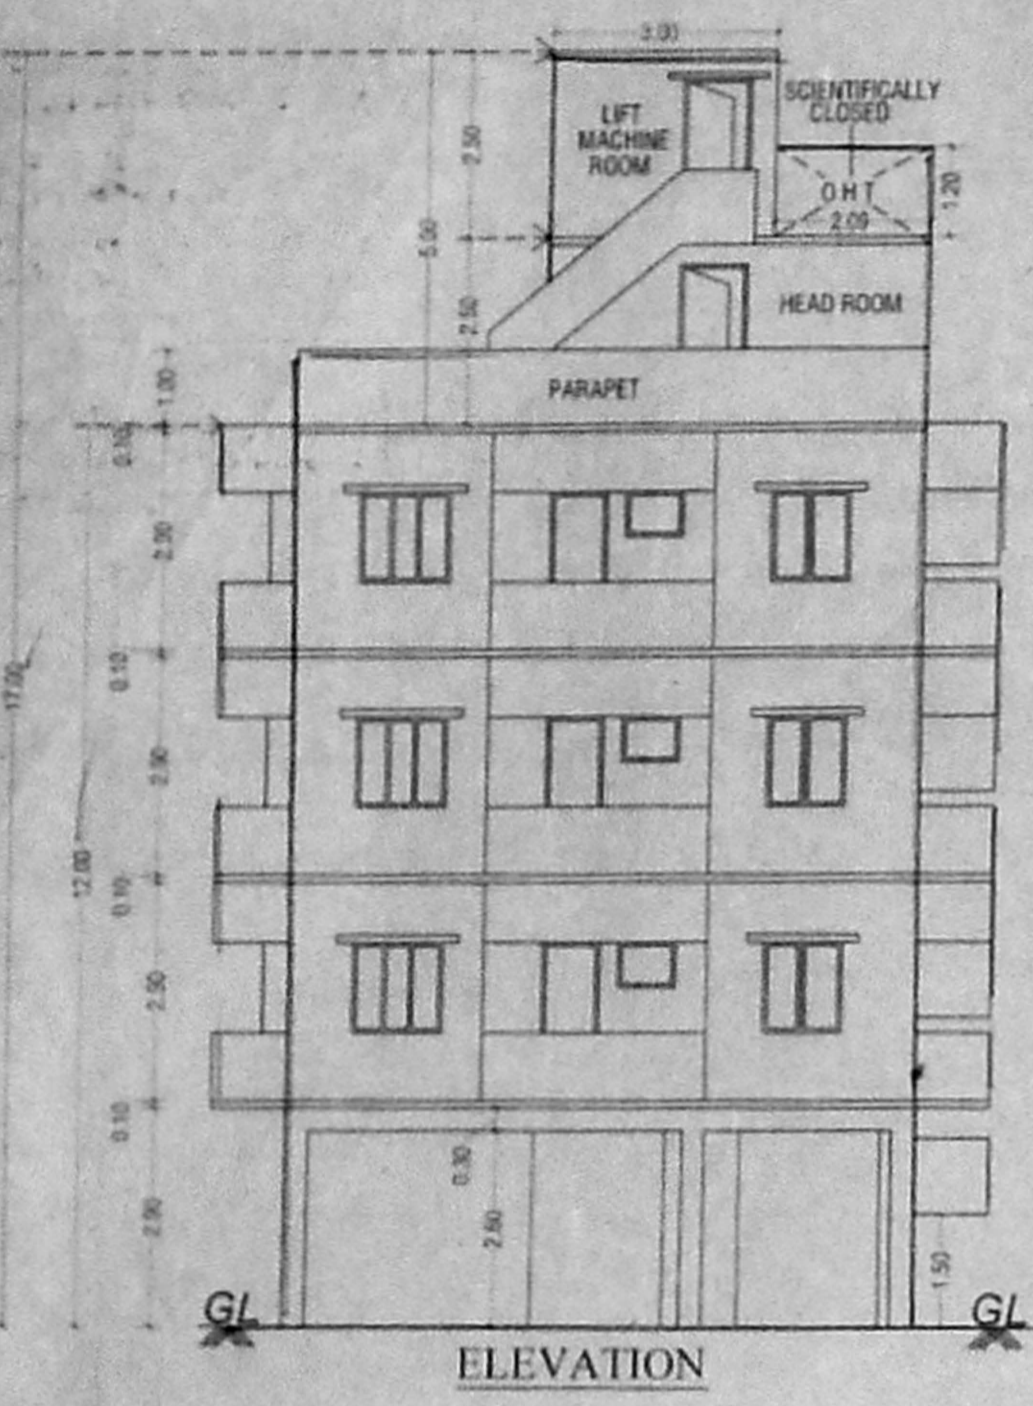 3.00
SCIENTIFICALLY
CLOSED
LIFT
MACHINE
ROOM
2.50
5.00
O H T
2.09
1.20
2.50
HEAD ROOM
1.00
PARAPET
0.10
2.90
0.10
17.00
2.90
12.00
0.10
2.90
0.10
0.30
2.60
2.90
1.50
GL
GL
ELEVATION